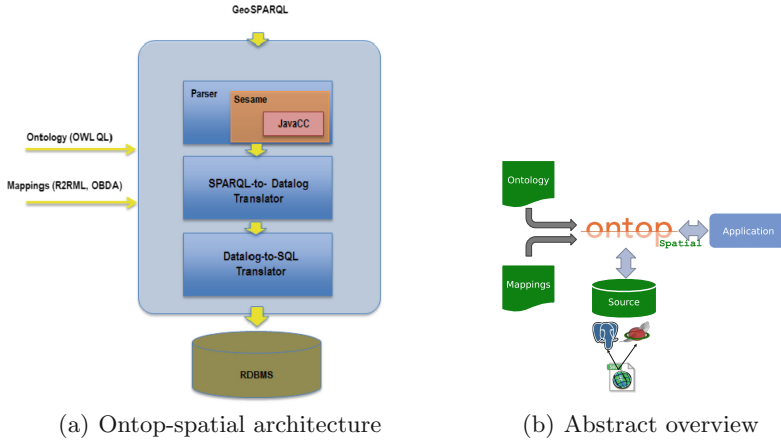 GeoSPARQL
Parser
Sesame
JavaCC
Ontology (OWL QL)
Mappings (R2RML, OBDA)
SPARQL-to- Datalog
Translator
Datalog-to-SQL
Translator
RDBMS
(a) Ontop-spatial architecture
Ontology
ontop
Spatial
Application
Mappings
Source
(b) Abstract overview